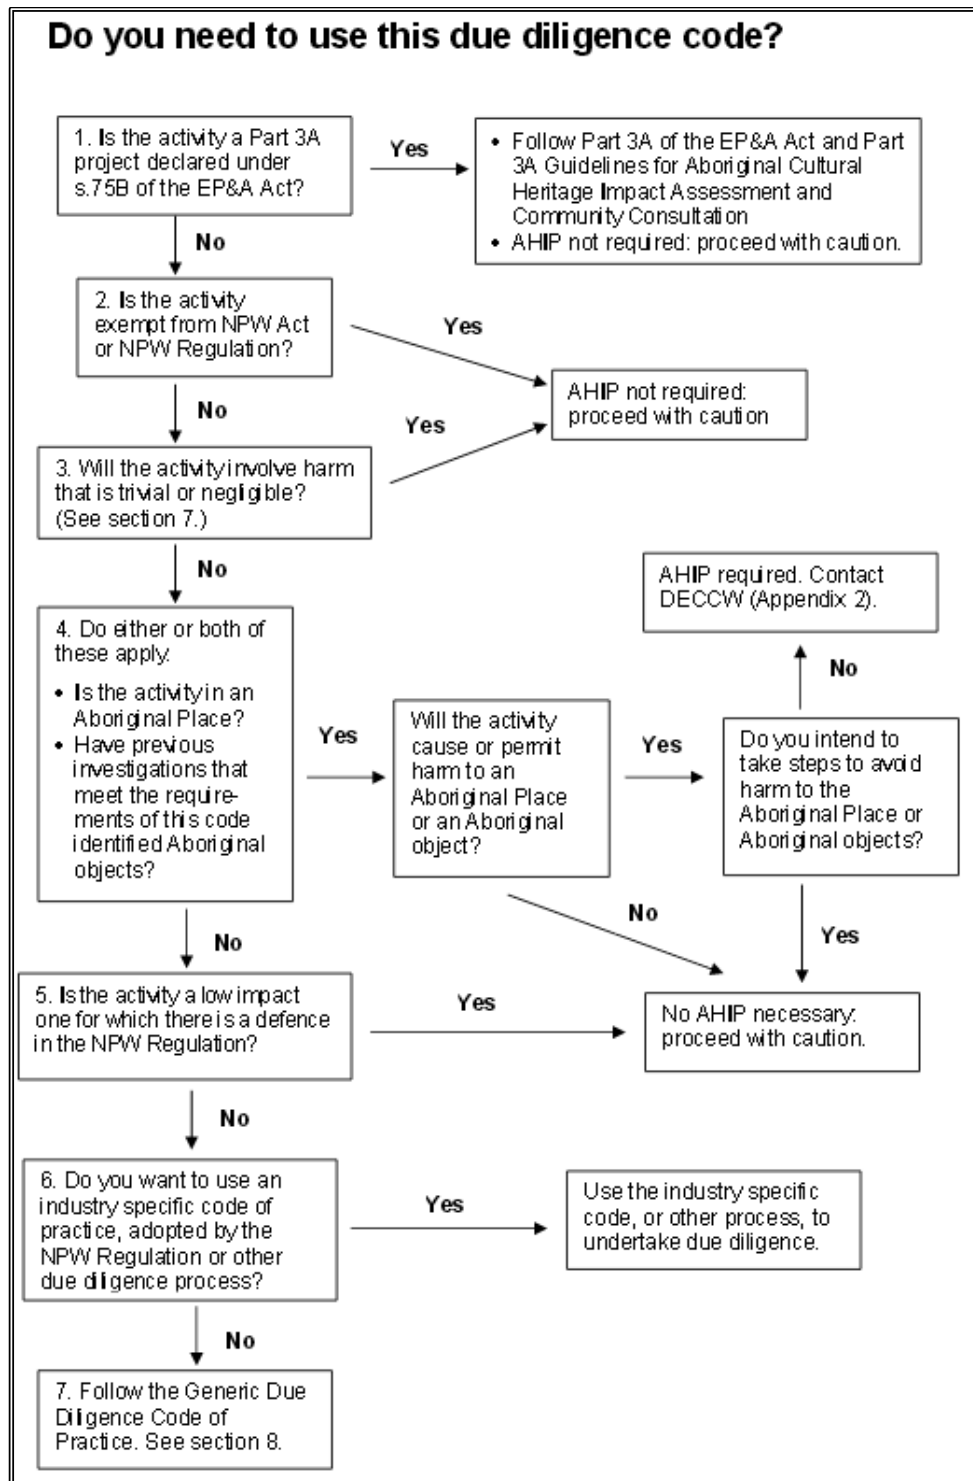 Do you need to use this due diligence code?
1. Is the activity a Part 3A
project declared under
s.75B of the EP&A Act?
Yes
• Follow Part 3A of the EP&A Act and Part
3A Guidelines for Aboriginal Cultural
Heritage Impact Assessment and
Community Consultation
• AHIP not required: proceed with caution.
No
2. Is the activity
exempt from NPW Act
or NPW Regulation?
Yes
AHIP not required:
proceed with caution
No
Yes
3. Will the activity involve harm
that is trivial or negligible?
(See section 7.)
No
AHIP required. Contact
DECCW (Appendix 2).
No
4. Do either or both of
these apply:
• Is the activity in an
Aboriginal Place?
• Have previous
investigations that
meet the require-
ments of this code
identified Aboriginal
objects?
Yes
Will the activity
cause or permit
harm to an
Aboriginal Place
or an Aboriginal
object?
Yes
Do you intend to
take steps to avoid
harm to the
Aboriginal Place or
Aboriginal objects?
No
Yes
No
5. Is the activity a low impact
one for which there is a defence
in the NPW Regulation?
Yes
No AHIP necessary:
proceed with caution.
No
6. Do you want to use an
industry specific code of
practice, adopted by the
NPW Regulation or other
due diligence process?
Yes
Use the industry specific
code, or other process, to
undertake due diligence.
No
7. Follow the Generic Due
Diligence Code of
Practice. See section 8.